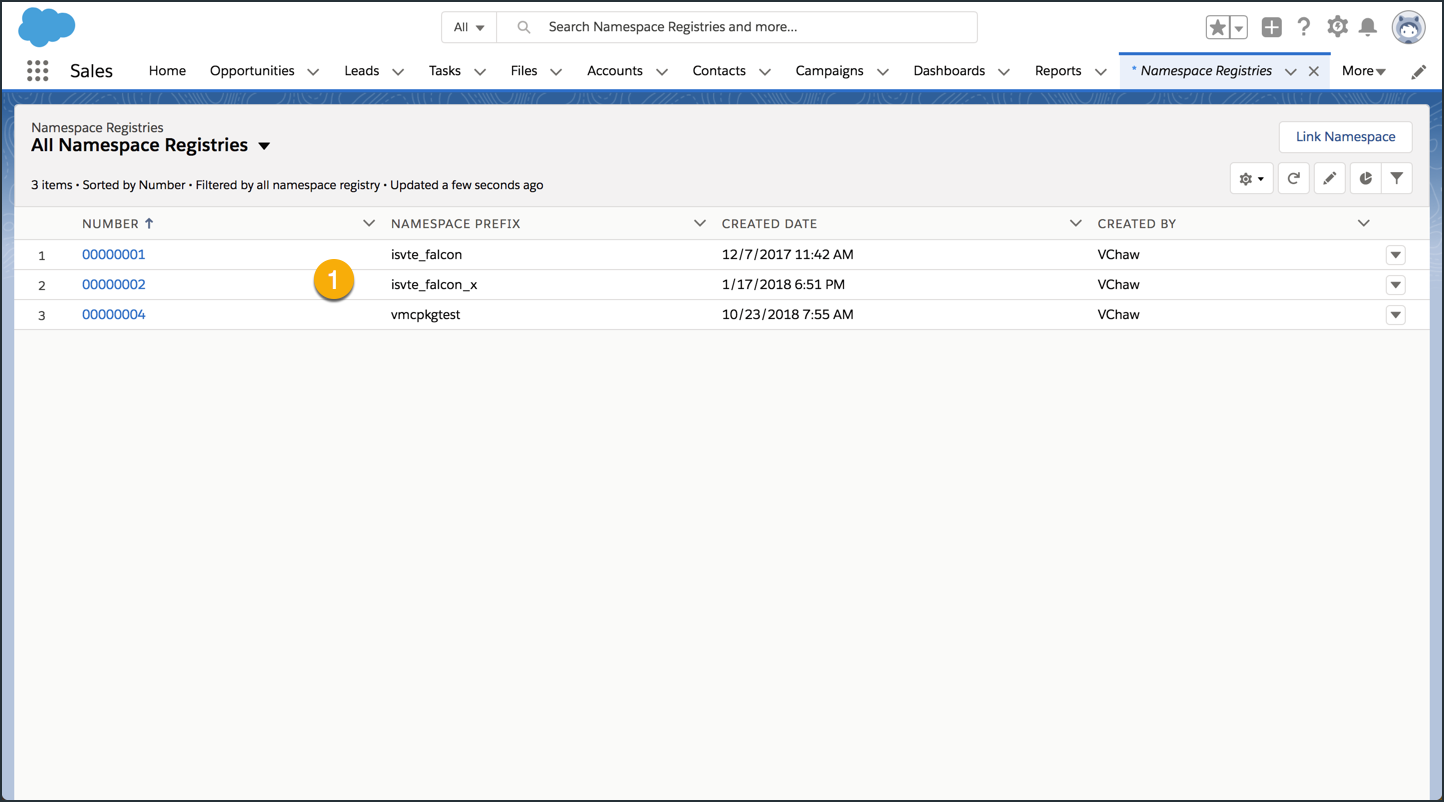 All Search Namespace Registries and more...
Sales Home Opportunities Leads Tasks Files Accounts Contacts Campaigns Dashboards Reports * Namespace Registries More
Namespace Registries
All Namespace Registries
Link Namespace
3 items • Sorted by Number • Filtered by all namespace registry • Updated a few seconds ago
NUMBER NAMESPACE PREFIX CREATED DATE CREATED BY
1 00000001 isvte_falcon 12/7/2017 11:42 AM VChaw
1
2 00000002 isvte_falcon_x 1/17/2018 6:51 PM VChaw
3 00000004 vmcpkgtest 10/23/2018 7:55 AM VChaw